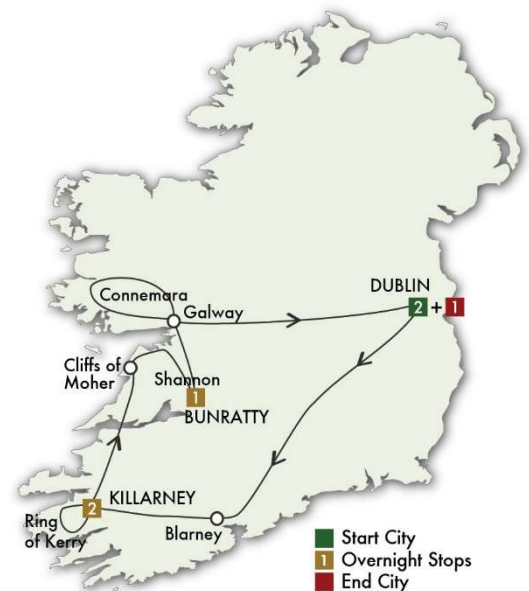 DUBLIN
2 + 1
Connemara
Galway
Cliffs of
Moher
Shannon
1
BUNRATTY
2 KILLARNEY
Ring
of Kerry
Blarney
Start City
1 Overnight Stops
End City